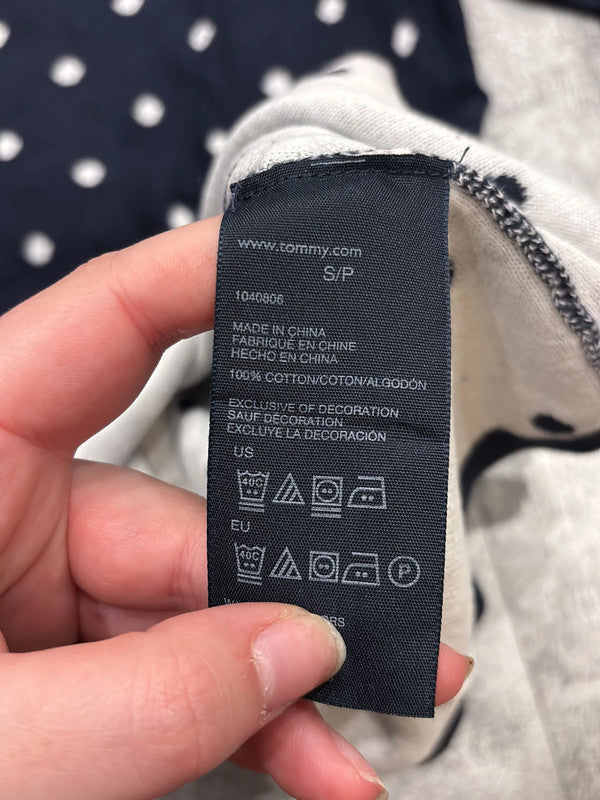 www.tommy.com
S/P
1040806
MADE IN CHINA
FABRIQUÉ EN CHINE
HECHO EN CHINA
100% COTTON/COTON/ALGODÓN
EXCLUSIVE OF DECORATION
SAUF DÉCORATION
EXCLUYE LA DECORACIÓN
US
40C
EU
40C P